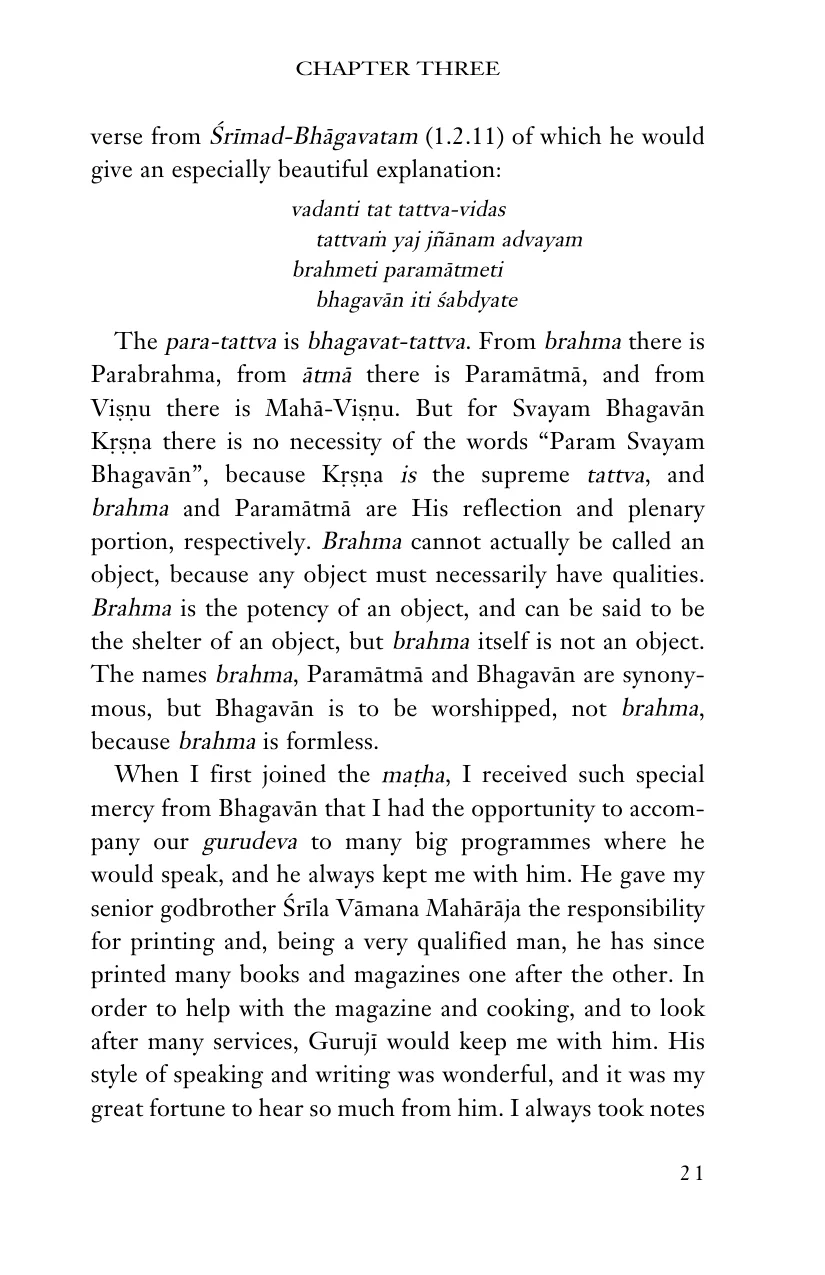 CHAPTER THREE
verse from Śrīmad-Bhāgavatam (1.2.11) of which he would
give an especially beautiful explanation:
vadanti tat tattva-vidas
tattvaṁ yaj jñānam advayam
brahmeti paramātmeti
bhagavān iti śabdyate
The para-tattva is bhagavat-tattva. From brahma there is
Parabrahma, from ātmā there is Paramātmā, and from
Viṣṇu there is Mahā-Viṣṇu. But for Svayam Bhagavān
Kṛṣṇa there is no necessity of the words “Param Svayam
Bhagavān”, because Kṛṣṇa is the supreme tattva, and
brahma and Paramātmā are His reflection and plenary
portion, respectively. Brahma cannot actually be called an
object, because any object must necessarily have qualities.
Brahma is the potency of an object, and can be said to be
the shelter of an object, but brahma itself is not an object.
The names brahma, Paramātmā and Bhagavān are synony-
mous, but Bhagavān is to be worshipped, not brahma,
because brahma is formless.
When I first joined the maṭha, I received such special
mercy from Bhagavān that I had the opportunity to accom-
pany our gurudeva to many big programmes where he
would speak, and he always kept me with him. He gave my
senior godbrother Śrīla Vāmana Mahārāja the responsibility
for printing and, being a very qualified man, he has since
printed many books and magazines one after the other. In
order to help with the magazine and cooking, and to look
after many services, Gurujī would keep me with him. His
style of speaking and writing was wonderful, and it was my
great fortune to hear so much from him. I always took notes
21